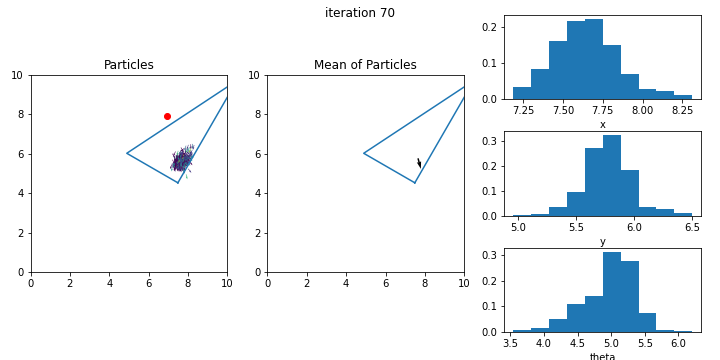 iteration 70
Particles
10
8
6
4
2
0
0 2 4 6 8 10
Mean of Particles
10
8
6
4
2
0
0 2 4 6 8 10
0.2
0.1
0.0
7.25 7.50 7.75 8.00 8.25
x
0.3
0.2
0.1
0.0
5.0 5.5 6.0 6.5
y
0.3
0.2
0.1
0.0
3.5 4.0 4.5 5.0 5.5 6.0
theta